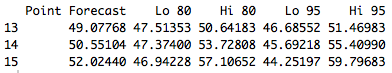 Point Forecast Lo 80 Hi 80 Lo 95 Hi 95
13 49.07768 47.51353 50.64183 46.68552 51.46983
14 50.55104 47.37400 53.72808 45.69218 55.40990
15 52.02440 46.94228 57.10652 44.25197 59.79683